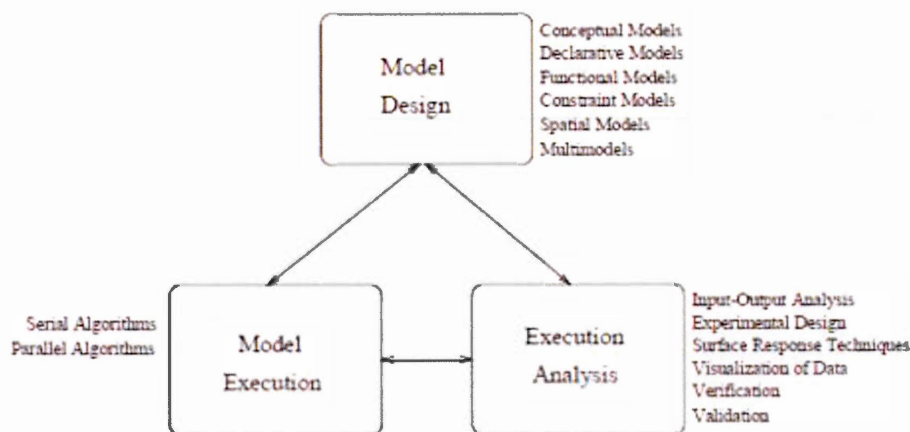 Model
Design
Conceptual Models
Declarative Models
Functional Models
Constraint Models
Spatial Models
Multimodels
Serial Algorithms
Parallel Algorithms
Model
Execution
Execution
Analysis
Input-Output Analysis
Experimental Design
Surface Response Techniques
Visualization of Data
Verification
Validation